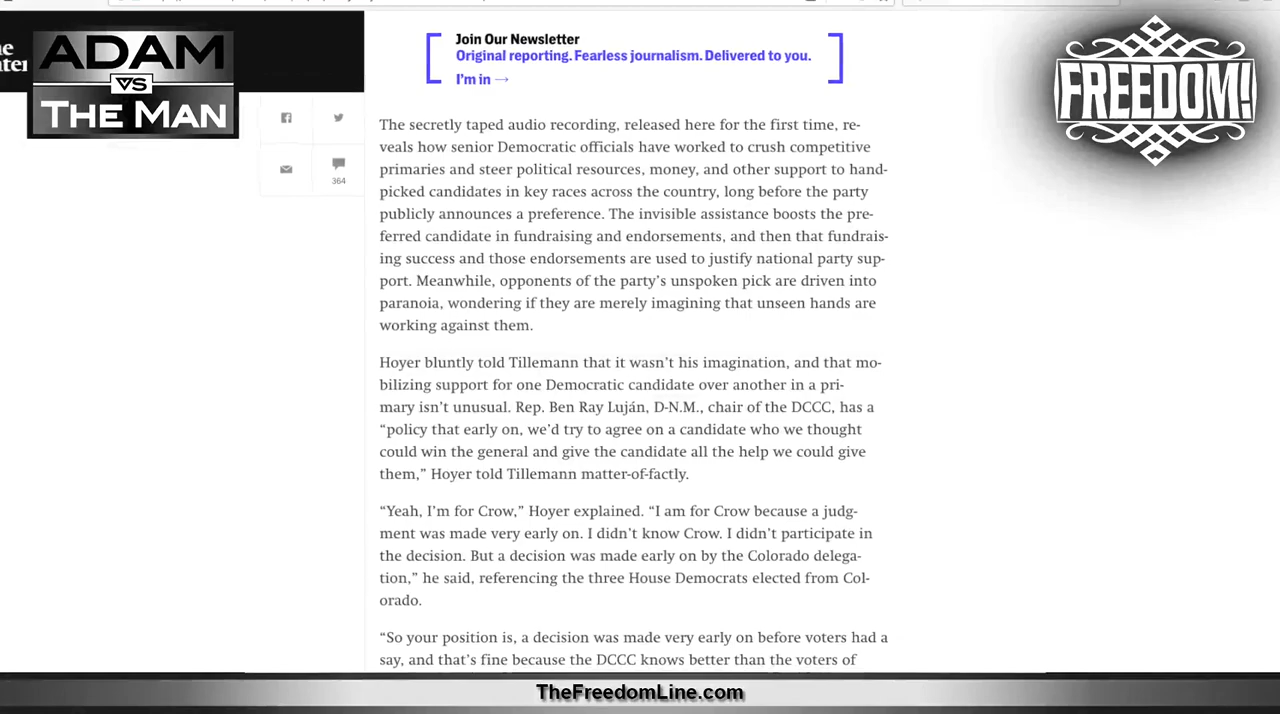 ADAM
VS
THE MAN
FREEDOM!
Join Our Newsletter
Original reporting. Fearless journalism. Delivered to you.
I'm in →
364
The secretly taped audio recording, released here for the first time, re-
veals how senior Democratic officials have worked to crush competitive
primaries and steer political resources, money, and other support to hand-
picked candidates in key races across the country, long before the party
publicly announces a preference. The invisible assistance boosts the pre-
ferred candidate in fundraising and endorsements, and then that fundrais-
ing success and those endorsements are used to justify national party sup-
port. Meanwhile, opponents of the party's unspoken pick are driven into
paranoia, wondering if they are merely imagining that unseen hands are
working against them.
Hoyer bluntly told Tillemann that it wasn't his imagination, and that mo-
bilizing support for one Democratic candidate over another in a pri-
mary isn't unusual. Rep. Ben Ray Luján, D-N.M., chair of the DCCC, has a
“policy that early on, we'd try to agree on a candidate who we thought
could win the general and give the candidate all the help we could give
them,” Hoyer told Tillemann matter-of-factly.
“Yeah, I'm for Crow,” Hoyer explained. “I am for Crow because a judg-
ment was made very early on. I didn't know Crow. I didn't participate in
the decision. But a decision was made early on by the Colorado delega-
tion,” he said, referencing the three House Democrats elected from Col-
orado.
“So your position is, a decision was made very early on before voters had a
say, and that's fine because the DCCC knows better than the voters of
TheFreedomLine.com